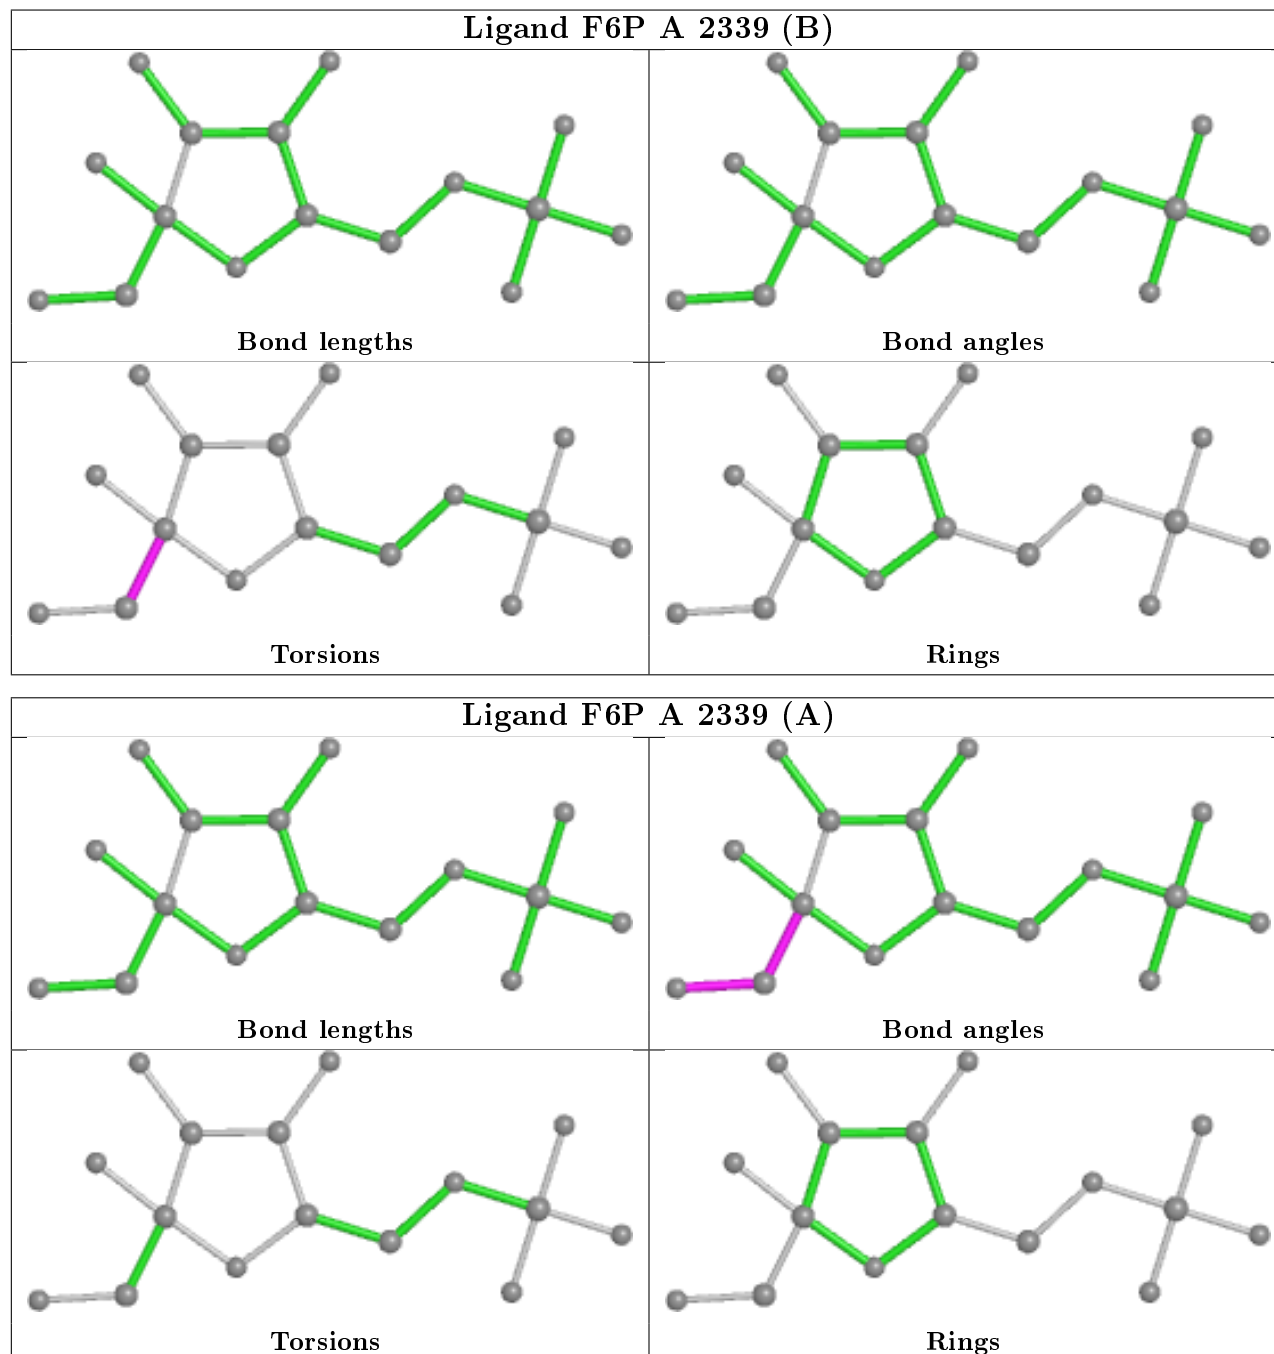 Ligand F6P A 2339 (B)
Bond lengths
Bond angles
Torsions
Rings
Ligand F6P A 2339 (A)
Bond lengths
Bond angles
Torsions
Rings